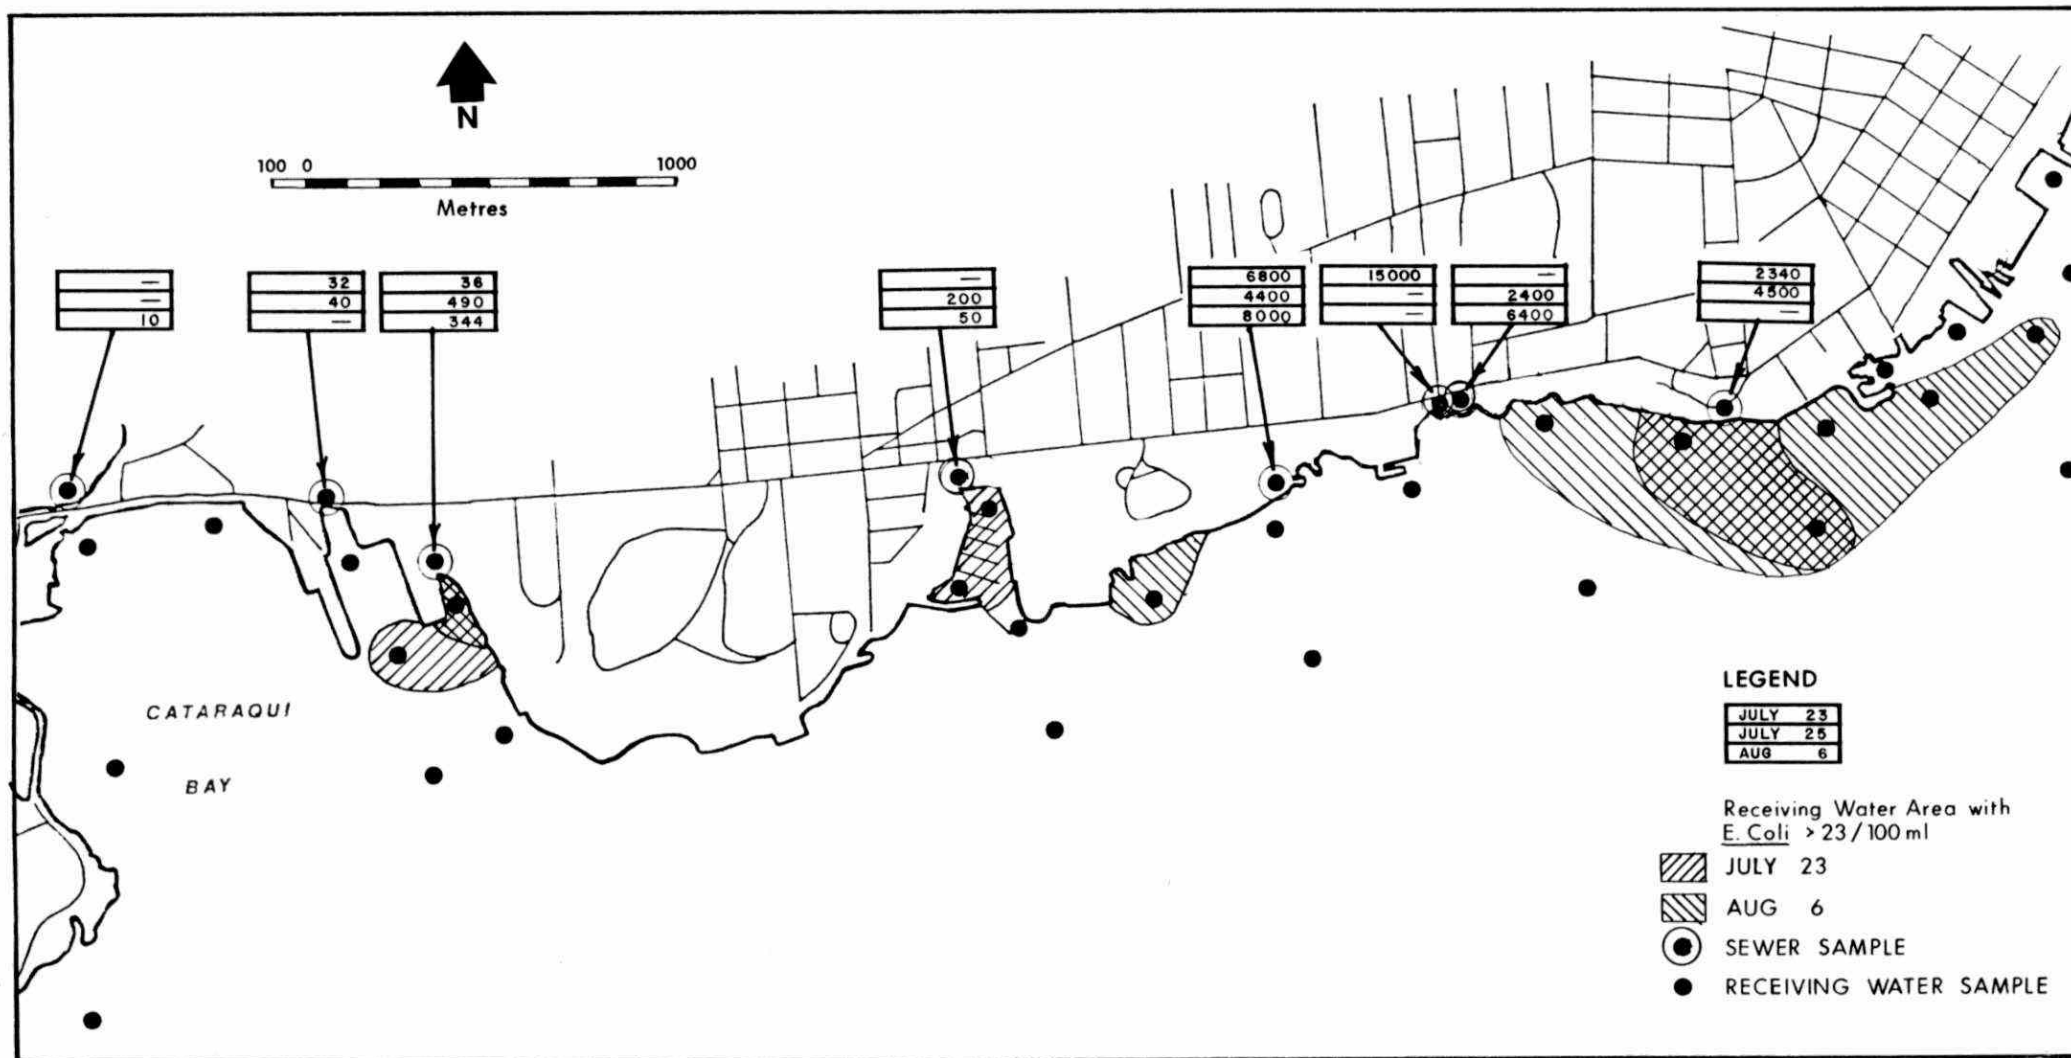 N
100 0 1000
Metres
—
—
10
32
40
—
36
490
344
—
200
50
6800
4400
8000
15000
—
—
—
2400
6400
2340
4500
—
CATARAQUI
BAY
LEGEND
JULY 23
JULY 25
AUG 6
Receiving Water Area with
E. Coli > 23/100 ml
JULY 23
AUG 6
SEWER SAMPLE
RECEIVING WATER SAMPLE